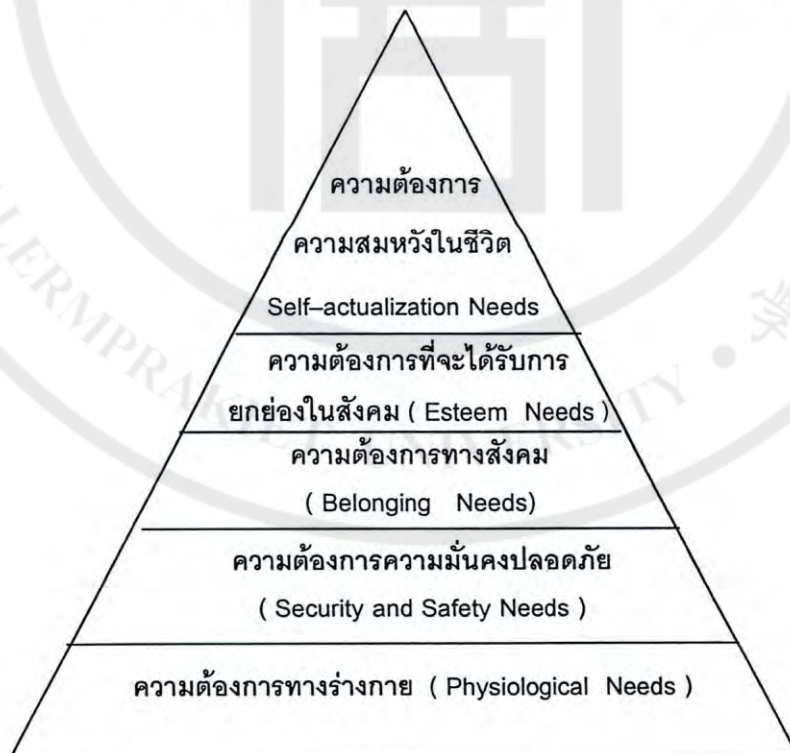 ความต้องการ
ความสมหวังในชีวิต
Self–actualization Needs
ความต้องการที่จะได้รับการ
ยกย่องในสังคม ( Esteem Needs )
ความต้องการทางสังคม
( Belonging Needs)
ความต้องการความมั่นคงปลอดภัย
( Security and Safety Needs )
ความต้องการทางร่างกาย ( Physiological Needs )